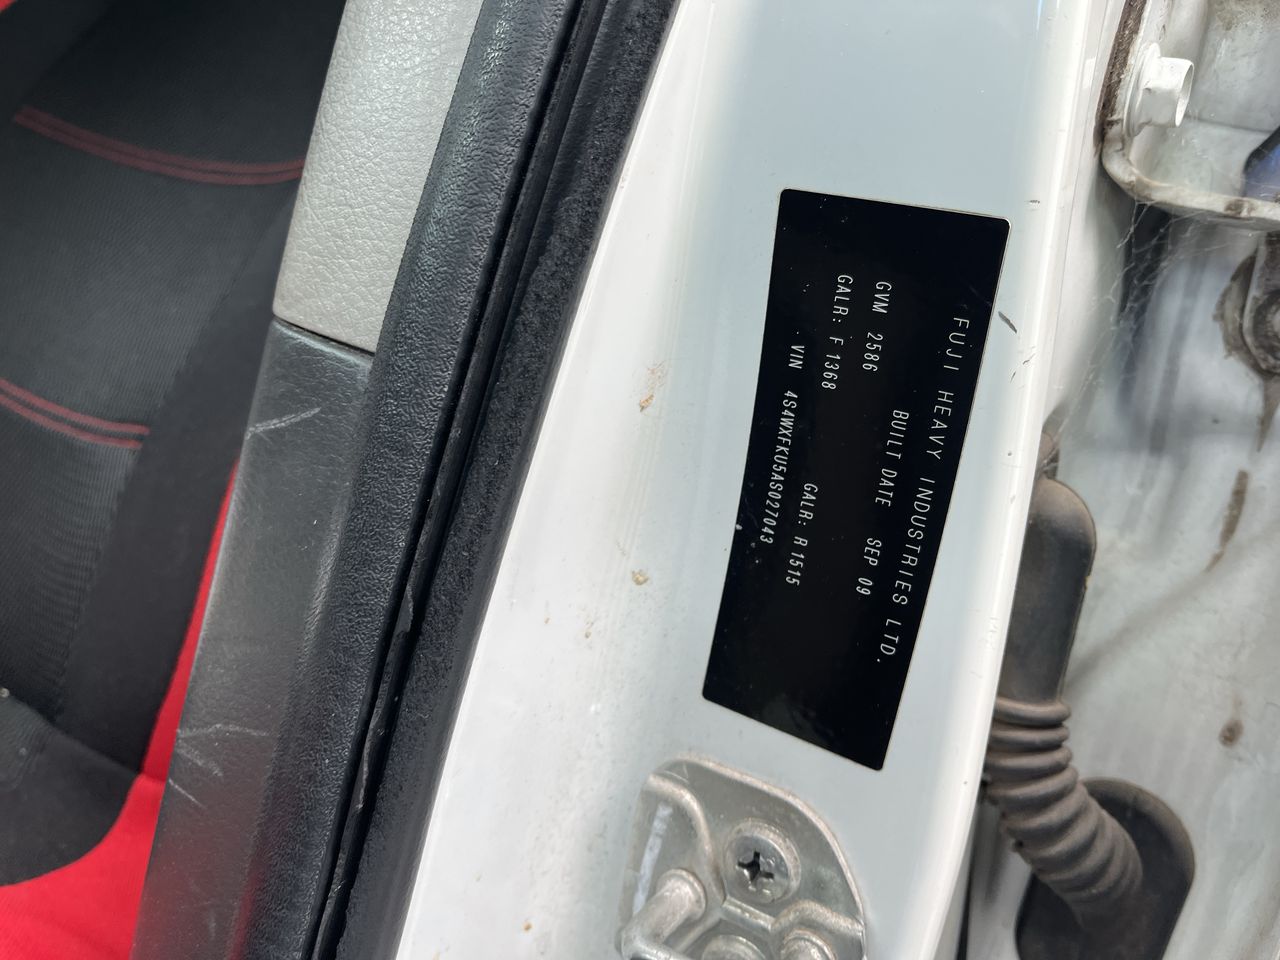 FUJI HEAVY INDUSTRIES LTD.
BUILT DATE SEP 09
GVM 2586
GALR: F 1368 GALR: R 1515
VIN 4S4WXFKU5AS027043